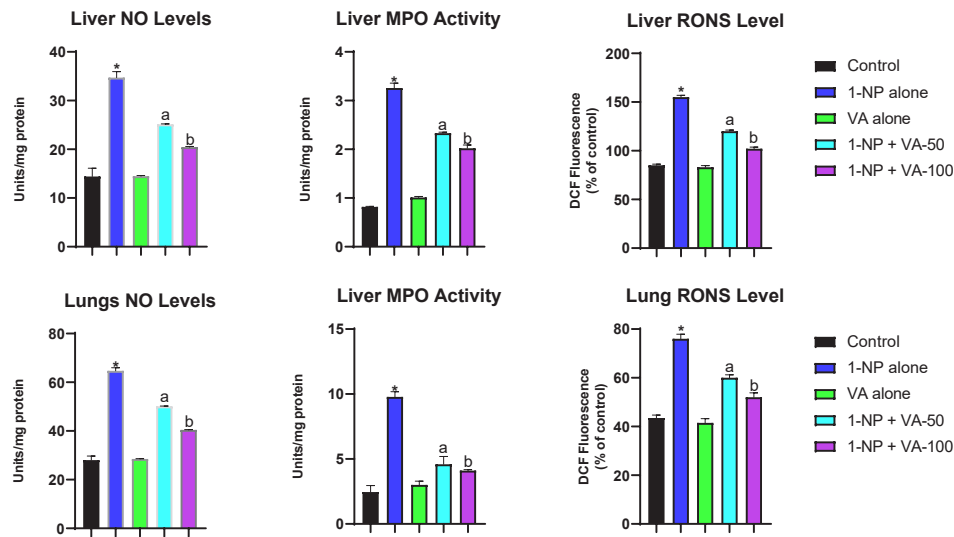 Liver NO Levels
Units/mg protein
40
30
20
10
0
*
a
b
Liver MPO Activity
Units/mg protein
4
3
2
1
0
*
a
b
Liver RONS Level
DCF Fluorescence
(% of control)
200
150
100
50
0
*
a
b
Control
1-NP alone
VA alone
1-NP + VA-50
1-NP + VA-100
Lungs NO Levels
Units/mg protein
80
60
40
20
0
*
a
b
Liver MPO Activity
Units/mg protein
15
10
5
0
*
a
b
Lung RONS Level
DCF Fluorescence
(% of control)
80
60
40
20
0
*
a
b
Control
1-NP alone
VA alone
1-NP + VA-50
1-NP + VA-100